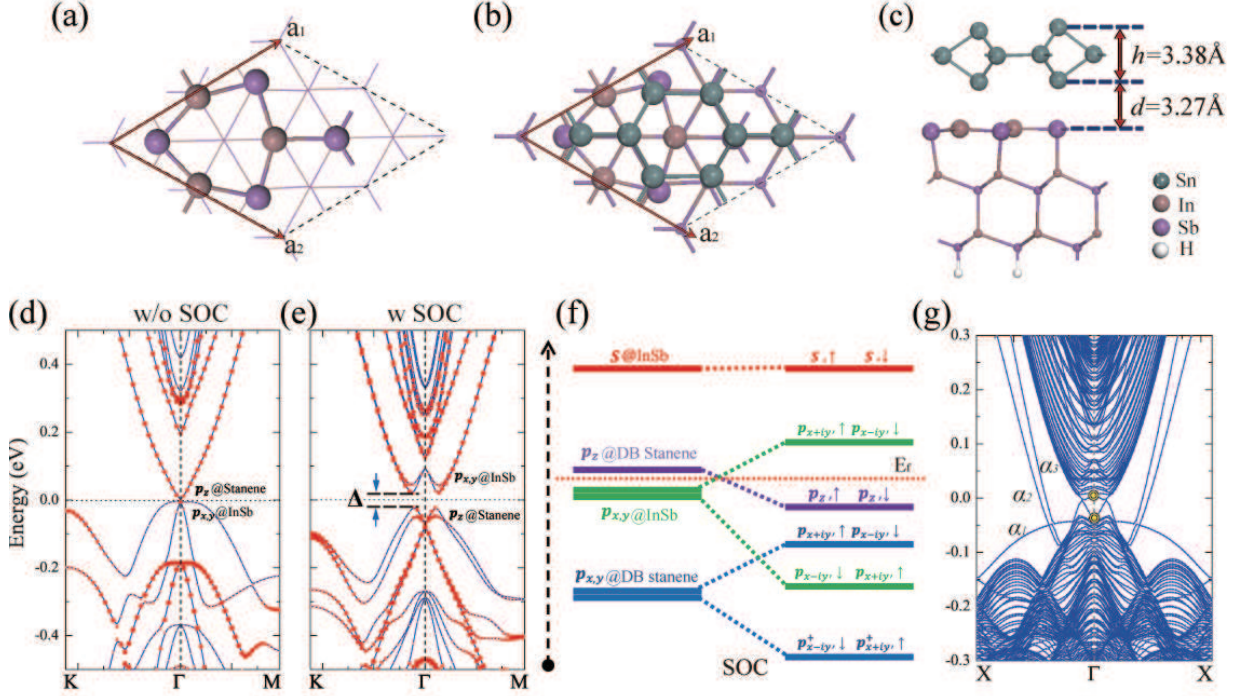 (a)
a1
a2
(b)
a1
a2
(c)
h=3.38Å
d=3.27Å
Sn
In
Sb
H
(d)
w/o SOC
Energy (eV)
0.4
0.2
0.0
-0.2
-0.4
pz@Stanene
px,y@InSb
K Γ M
(e)
w SOC
Δ
px,y@InSb
pz@Stanene
K Γ M
(f)
s@InSb
s,↑ s,↓
px+iy,↑ px-iy,↓
pz@DB Stanene
Ef
px,y@InSb
pz,↑ pz,↓
px+iy,↑ px-iy,↓
px,y@DB stanene
px-iy,↓ px+iy,↑
p+x-iy,↓ p+x+iy,↑
SOC
(g)
0.3
0.2
0.1
0.0
-0.1
-0.2
-0.3
α3
α2
α1
X Γ X